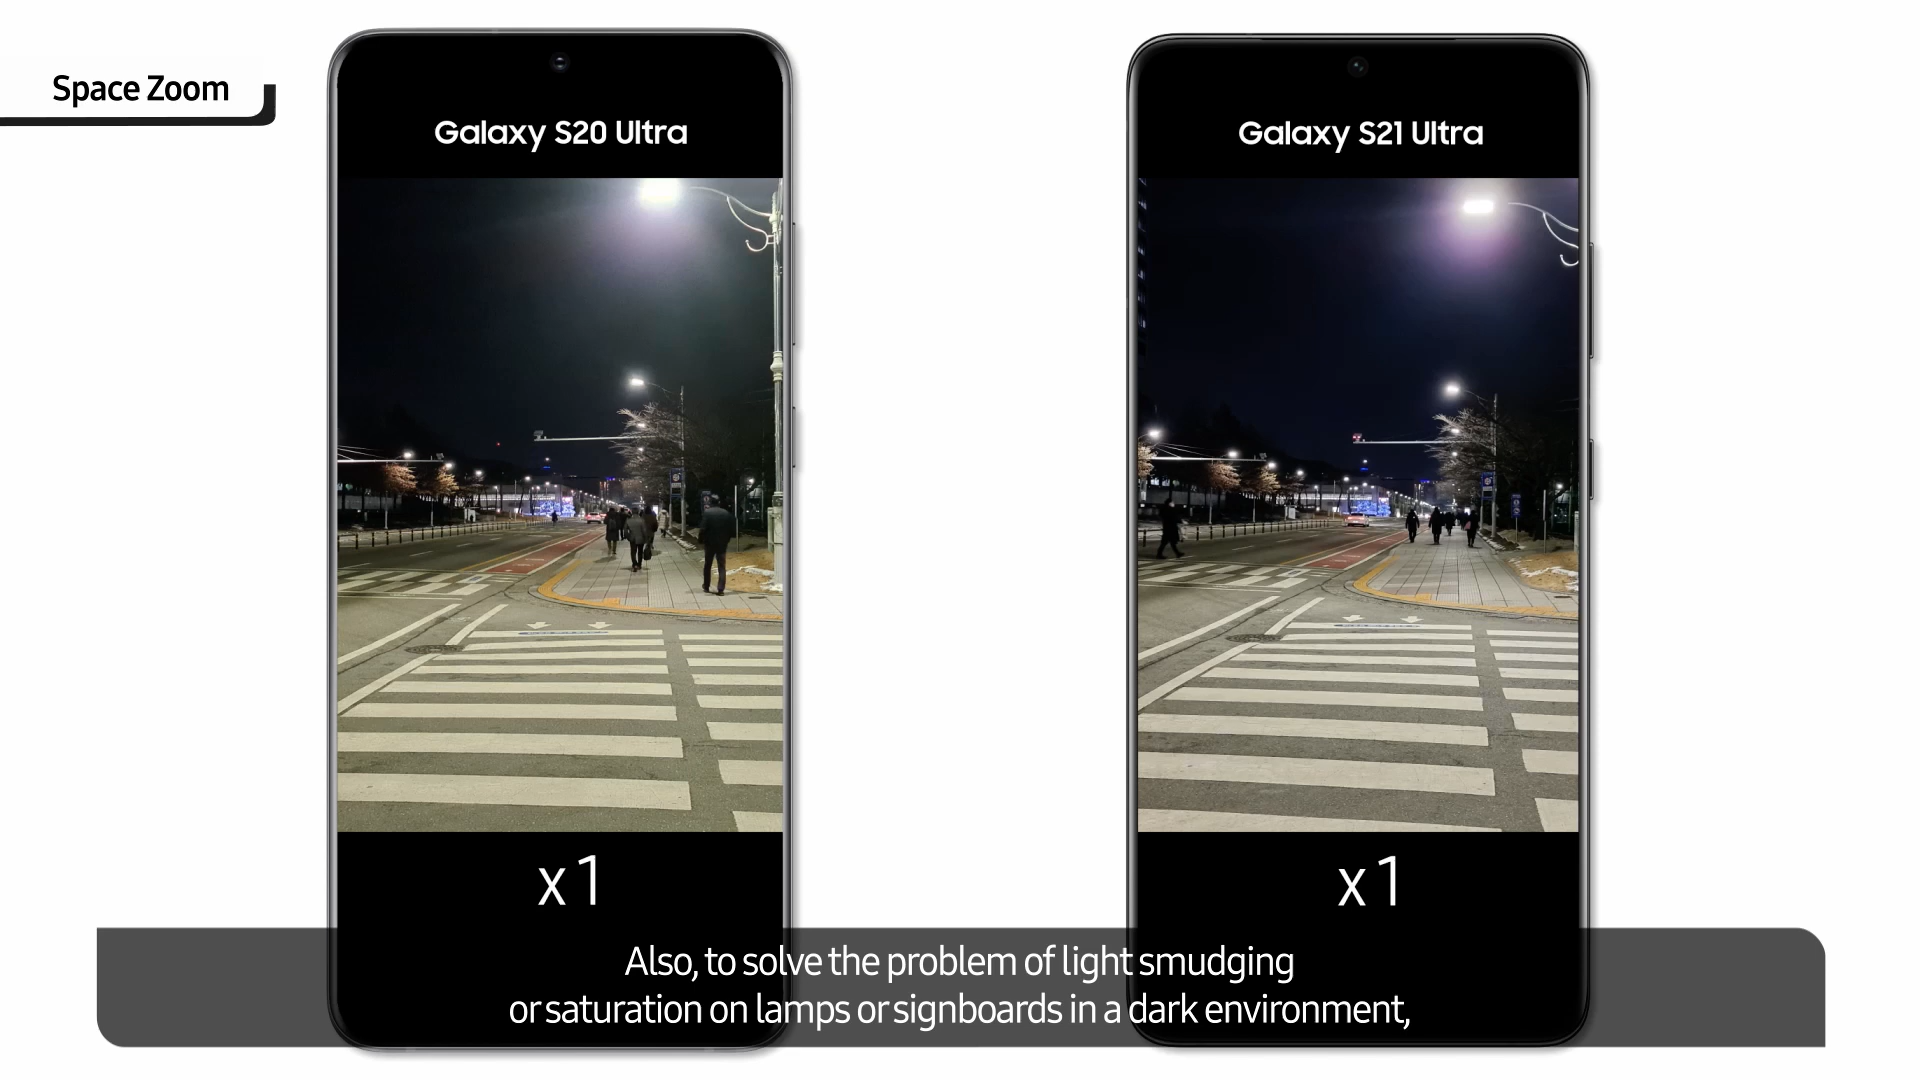 Space Zoom
Galaxy S20 Ultra
Galaxy S21 Ultra
x1
x1
Also, to solve the problem of light smudging
or saturation on lamps or signboards in a dark environment,